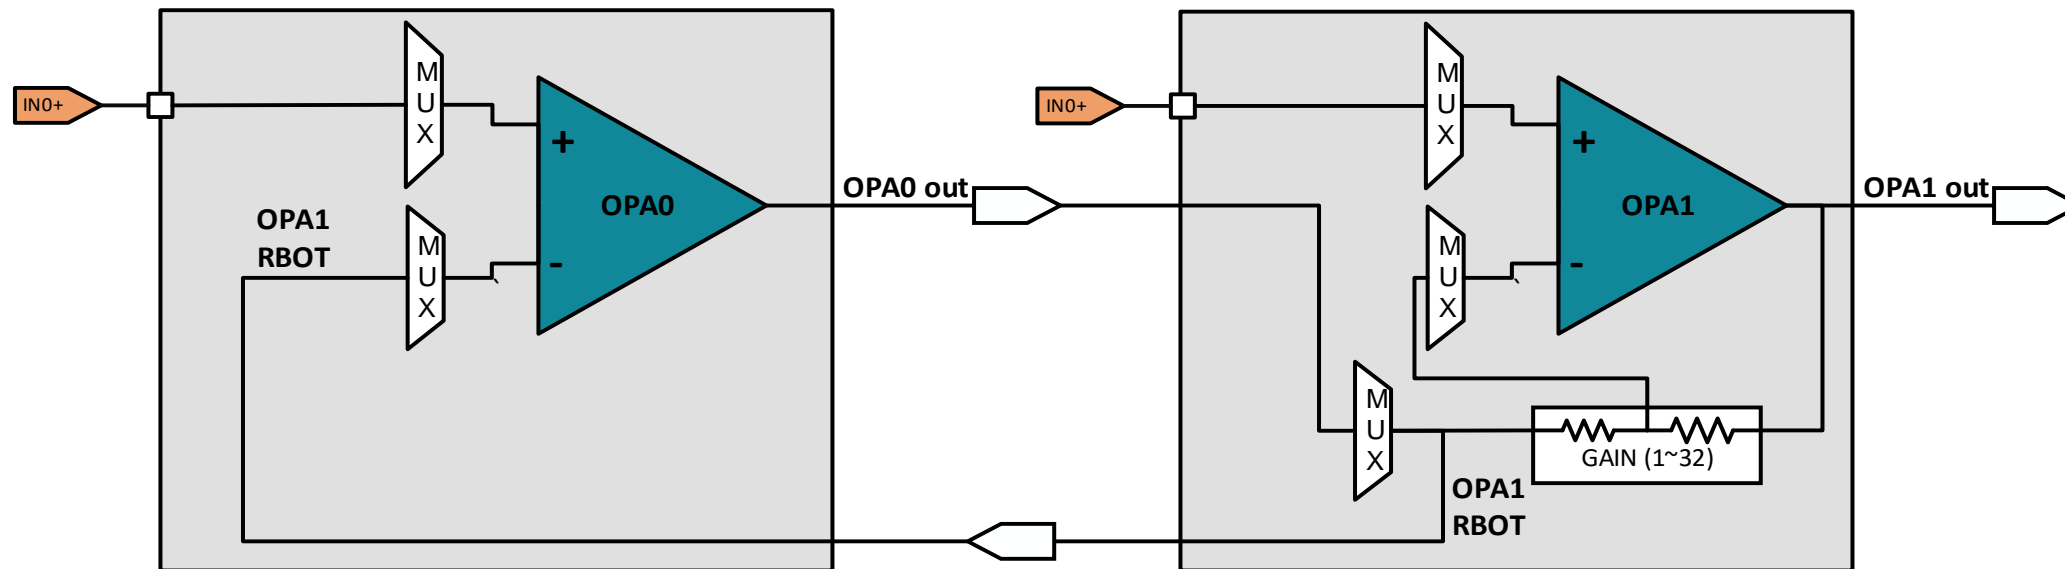 IN0+
M
U
X
+
OPA0
-
OPA1
RBOT
M
U
X
OPA0 out
IN0+
M
U
X
+
OPA1
-
M
U
X
OPA1 out
M
U
X
GAIN (1~32)
OPA1
RBOT